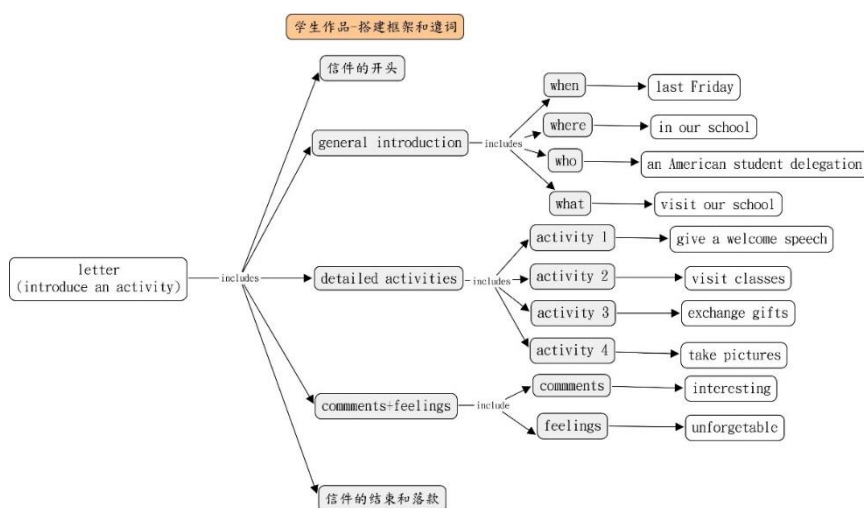 学生作品-搭建框架和遣词
信件的开头
when
last Friday
general introduction
includes
where
in our school
who
an American student delegation
what
visit our school
letter
(introduce an activity)
includes
detailed activities
includes
activity 1
give a welcome speech
activity 2
visit classes
activity 3
exchange gifts
activity 4
take pictures
commments+feelings
include
commments
interesting
feelings
unforgetable
信件的结束和落款